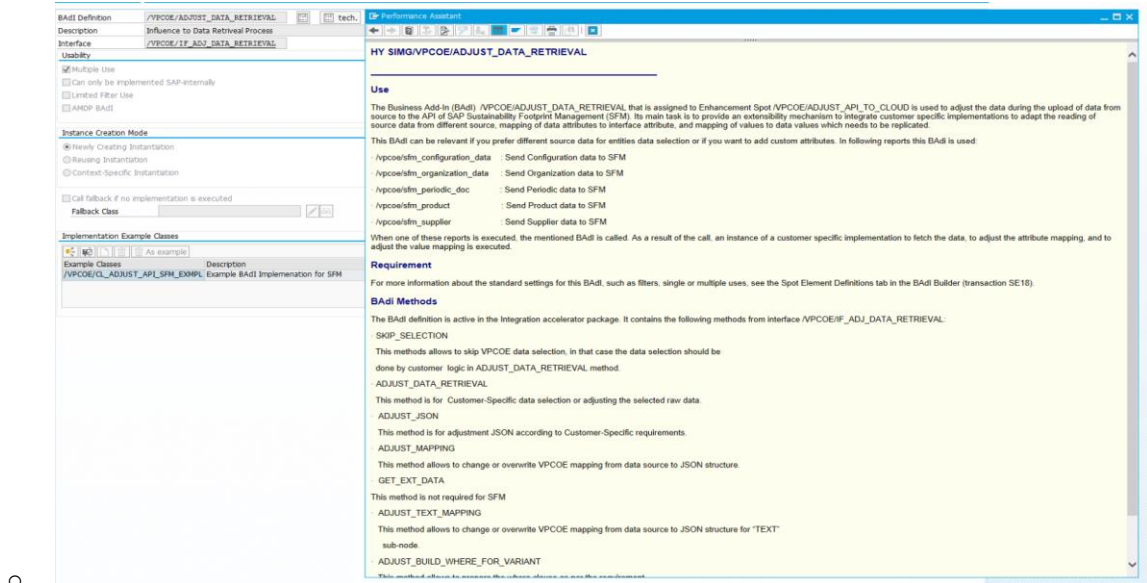 BAdI Definition /VPCOE/ADJUST_DATA_RETRIEVAL tech.
Description Influence to Data Retriveal Process
Interface /VPCOE/IF_ADJ_DATA_RETRIEVAL
Usability
Multiple Use
Can only be implemented SAP-internally
Limited Filter Use
AMDP BAdI
Instance Creation Mode
Newly Creating Instantiation
Reusing Instantiation
Context-Specific Instantiation
Call fallback if no implementation is executed
Fallback Class
Implementation Example Classes
As example
Example Classes Description
/VPCOE/CL_ADJUST_API_SFM_EXMPL Example BAdI Implemenation for SFM
Performance Assistant
HY SIMG/VPCOE/ADJUST_DATA_RETRIEVAL
Use
The Business Add-In (BAdI) /VPCOE/ADJUST_DATA_RETRIEVAL that is assigned to Enhancement Spot /VPCOE/ADJUST_API_TO_CLOUD is used to adjust the data during the upload of data from
source to the API of SAP Sustainability Footprint Management (SFM). Its main task is to provide an extensibility mechanism to integrate customer specific implementations to adapt the reading of
source data from different source, mapping of data attributes to interface attribute, and mapping of values to data values which needs to be replicated.
This BAdI can be relevant if you prefer different source data for entities data selection or if you want to add custom attributes. In following reports this BAdI is used:
· /vpcoe/sfm_configuration_data : Send Configuration data to SFM
· /vpcoe/sfm_organization_data : Send Organization data to SFM
· /vpcoe/sfm_periodic_doc : Send Periodic data to SFM
· /vpcoe/sfm_product : Send Product data to SFM
· /vpcoe/sfm_supplier : Send Supplier data to SFM
When one of these reports is executed, the mentioned BAdI is called. As a result of the call, an instance of a customer specific implementation to fetch the data, to adjust the attribute mapping, and to
adjust the value mapping is executed.
Requirement
For more information about the standard settings for this BAdI, such as filters, single or multiple uses, see the Spot Element Definitions tab in the BAdI Builder (transaction SE18).
BAdi Methods
The BAdI definition is active in the Integration accelerator package. It contains the following methods from interface /VPCOE/IF_ADJ_DATA_RETRIEVAL:
· SKIP_SELECTION
This methods allows to skip VPCOE data selection, in that case the data selection should be
done by customer logic in ADJUST_DATA_RETRIEVAL method.
· ADJUST_DATA_RETRIEVAL
This method is for Customer-Specific data selection or adjusting the selected raw data.
· ADJUST_JSON
This method is for adjustment JSON according to Customer-Specific requirements.
· ADJUST_MAPPING
This method allows to change or overwrite VPCOE mapping from data source to JSON structure.
· GET_EXT_DATA
This method is not required for SFM
· ADJUST_TEXT_MAPPING
This method allows to change or overwrite VPCOE mapping from data source to JSON structure for "TEXT"
sub-node.
· ADJUST_BUILD_WHERE_FOR_VARIANT
This method allows to prepare the where clause as per the requirement.